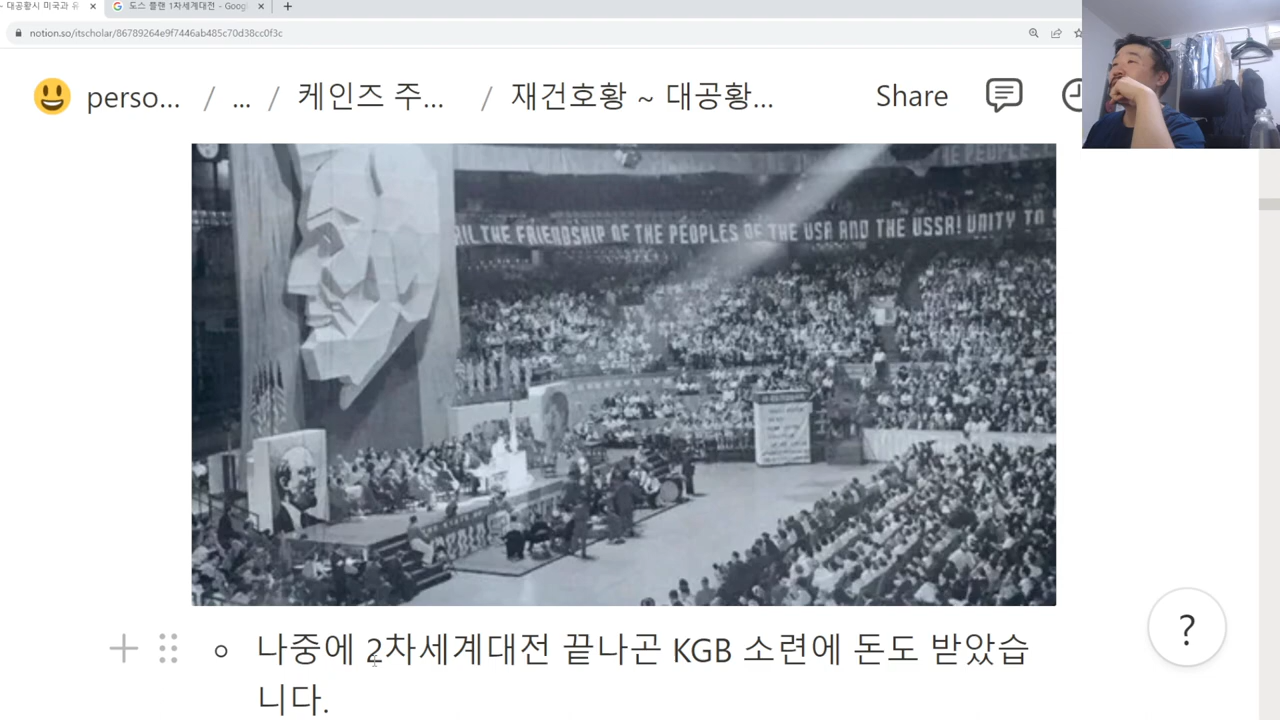 ~ 대공황시 미국과 유
도스 플랜 1차세계대전 - Goog
notion.so/itscholar/86789264e9f7446ab485c70d38cc0f3c
perso... / ... / 케인즈 주... / 재건호황 ~ 대공황... Share
THE PEOPLE
THE FRIENDSHIP OF THE PEOPLES OF THE USA AND THE USSR! UNITY TO
나중에 2차세계대전 끝나곤 KGB 소련에 돈도 받았습
니다.
?